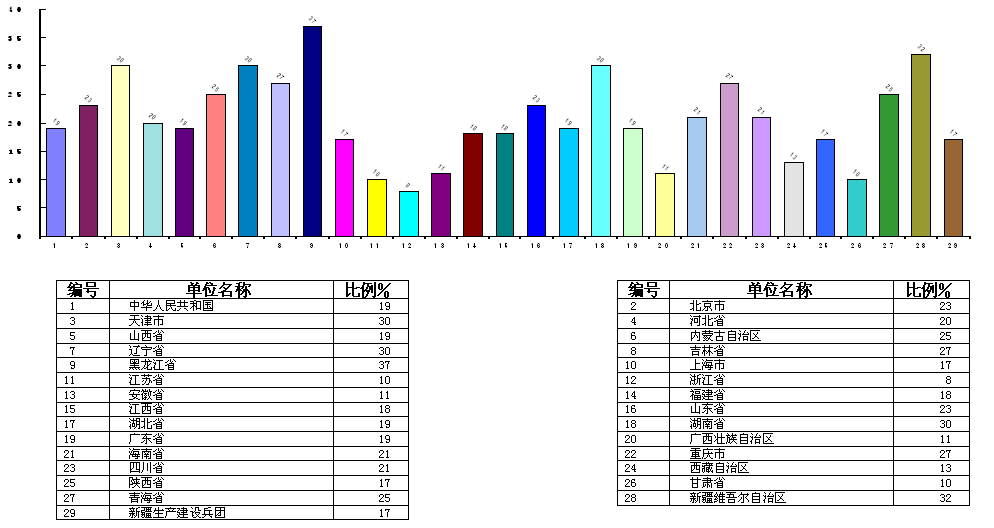 40
35
30
25
20
15
10
5
0
19 23 30 20 19 25 30 27 37 17 10 8 11 18 18 23 19 30 19 11 21 27 21 13 17 10 25 32 17
1 2 3 4 5 6 7 8 9 10 11 12 13 14 15 16 17 18 19 20 21 22 23 24 25 26 27 28 29
编号 单位名称 比例%
1 中华人民共和国 19
3 天津市 30
5 山西省 19
7 辽宁省 30
9 黑龙江省 37
11 江苏省 10
13 安徽省 11
15 江西省 18
17 湖北省 19
19 广东省 19
21 海南省 21
23 四川省 21
25 陕西省 17
27 青海省 25
29 新疆生产建设兵团 17
编号 单位名称 比例%
2 北京市 23
4 河北省 20
6 内蒙古自治区 25
8 吉林省 27
10 上海市 17
12 浙江省 8
14 福建省 18
16 山东省 23
18 湖南省 30
20 广西壮族自治区 11
22 重庆市 27
24 西藏自治区 13
26 甘肃省 10
28 新疆维吾尔自治区 32